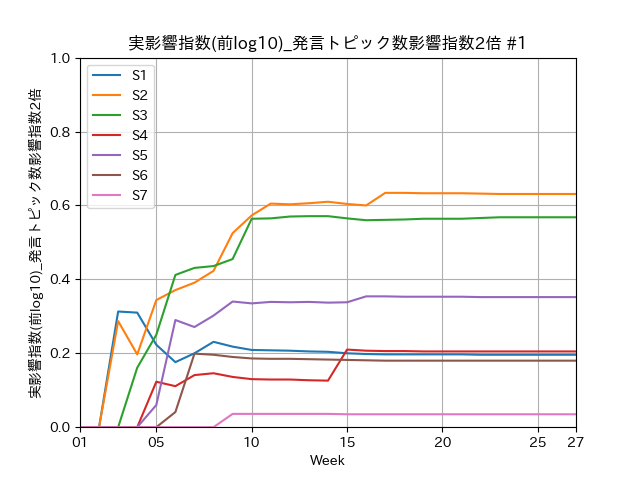 実影響指数(前log10)_発言トピック数影響指数2倍 #1
実影響指数(前log10)_発言トピック数影響指数2倍
1.0
0.8
0.6
0.4
0.2
0.0
S1
S2
S3
S4
S5
S6
S7
01
05
10
15
20
25
27
Week